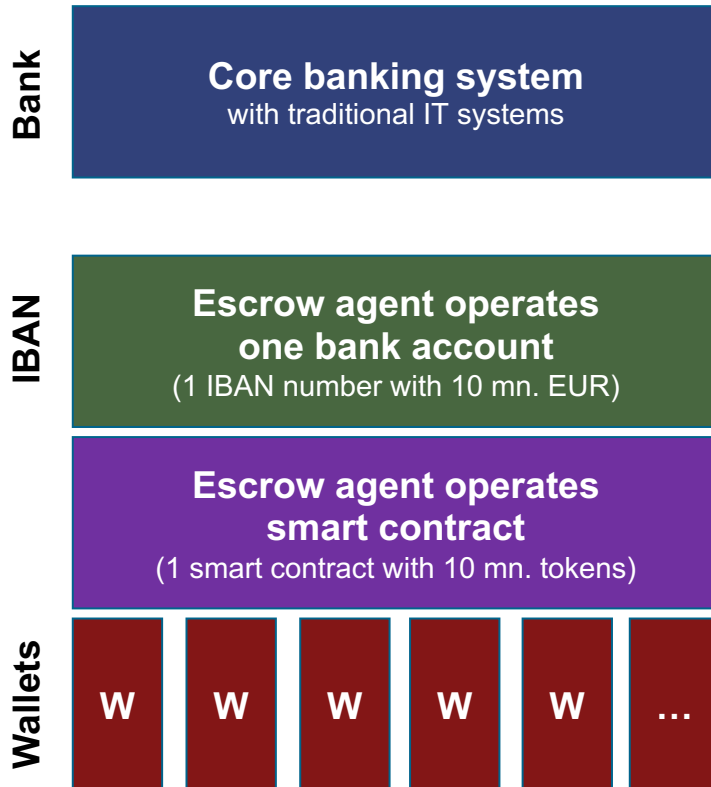 Bank
Core banking system
with traditional IT systems
IBAN
Escrow agent operates
one bank account
(1 IBAN number with 10 mn. EUR)
Escrow agent operates
smart contract
(1 smart contract with 10 mn. tokens)
Wallets
W W W W W ...